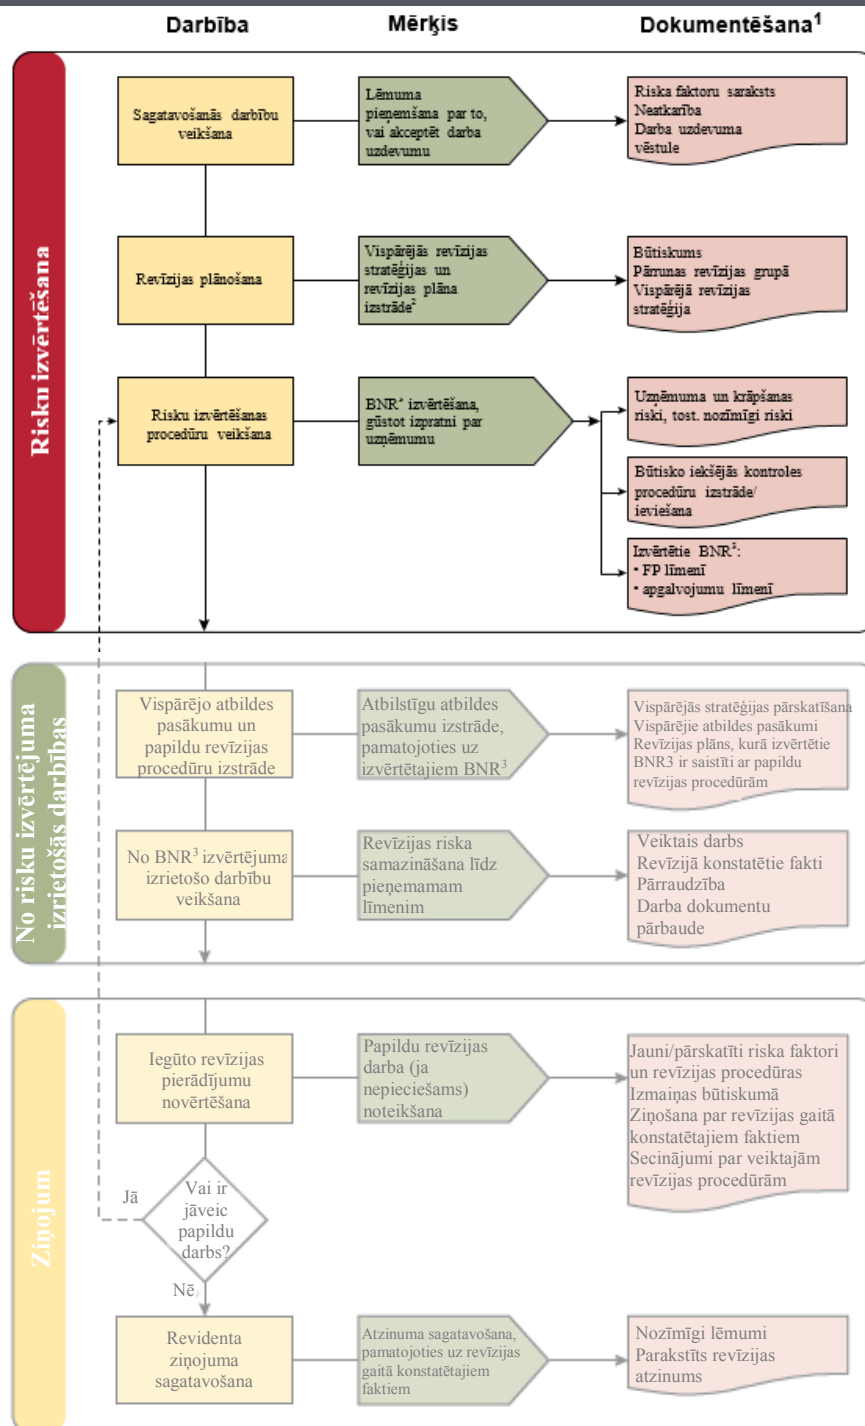 Darbība
Mērķis
Dokumentēšana¹
Risku izvērtēšana
Sagatavošanās darbību
veikšana
Lēmuma
pieņemšana par to,
vai akceptēt darba
uzdevumu
Riska faktoru saraksts
Neatkarība
Darba uzdevuma
vēstule
Revīzijas plānošana
Vispārējās revīzijas
stratēģijas un
revīzijas plāna
izstrāde²
Būtiskums
Pārrunas revīzijas grupā
Vispārējā revīzijas
stratēģija
Risku izvērtēšanas
procedūru veikšana
BNR³ izvērtēšana,
gūstot izpratni par
uzņēmumu
Uzņēmuma un krāpšanas
riski, tost. nozīmīgi riski
Būtisko iekšējās kontroles
procedūru izstrāde/
ieviešana
Izvērtētie BNR³:
• FP līmenī
• apgalvojumu līmenī
No risku izvērtējuma
izrietošās darbības
Vispārējo atbildes
pasākumu un
papildu revīzijas
procedūru izstrāde
Atbilstīgu atbildes
pasākumu izstrāde,
pamatojoties uz
izvērtētajiem BNR³
Vispārējās stratēģijas pārskatīšana
Vispārējie atbildes pasākumi
Revīzijas plāns, kurā izvērtētie
BNR3 ir saistīti ar papildu
revīzijas procedūrām
No BNR³ izvērtējuma
izrietošo darbību
veikšana
Revīzijas riska
samazināšana līdz
pieņemamam
līmenim
Veiktais darbs
Revīzijā konstatētie fakti
Pārraudzība
Darba dokumentu
pārbaude
Ziņojum
Iegūto revīzijas
pierādījumu
novērtēšana
Papildu revīzijas
darba (ja
nepieciešams)
noteikšana
Jauni/pārskatīti riska faktori
un revīzijas procedūras
Izmaiņas būtiskumā
Ziņošana par revīzijas gaitā
konstatētajiem faktiem
Secinājumi par veiktajām
revīzijas procedūrām
Jā
Vai ir
jāveic
papildu
darbs?
Nē
Revidenta
ziņojuma
sagatavošana
Atzinuma sagatavošana,
pamatojoties uz revīzijas
gaitā konstatētajiem
faktiem
Nozīmīgi lēmumi
Parakstīts revīzijas
atzinums